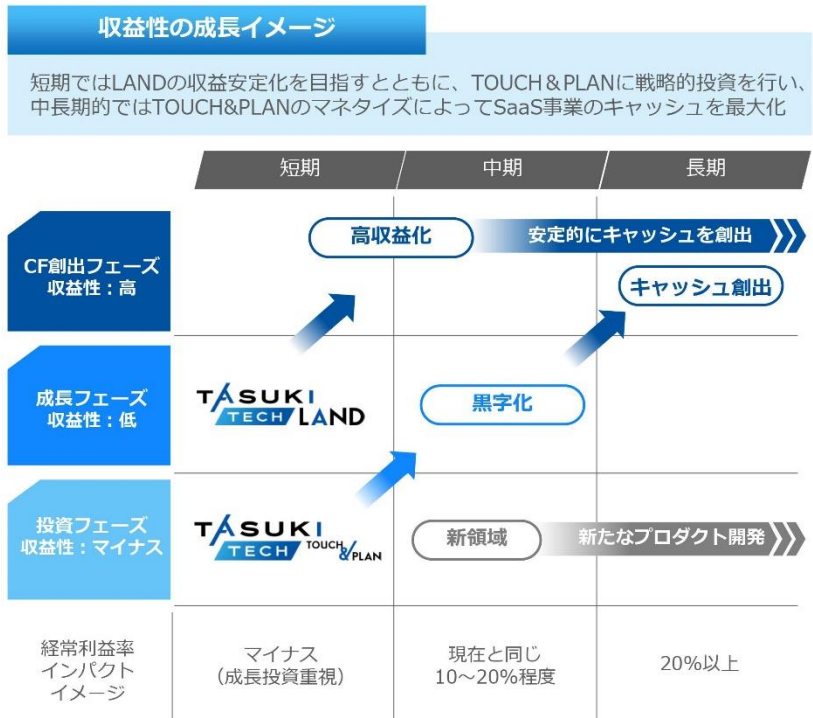 収益性の成長イメージ
短期ではLANDの収益安定化を目指すとともに、TOUCH＆PLANに戦略的投資を行い、
中長期的ではTOUCH&PLANのマネタイズによってSaaS事業のキャッシュを最大化
短期
中期
長期
CF創出フェーズ
収益性：高
高収益化
安定的にキャッシュを創出
キャッシュ創出
成長フェーズ
収益性：低
TASUKI
TECH LAND
黒字化
投資フェーズ
収益性：マイナス
TASUKI
TECH TOUCH
&PLAN
新領域
新たなプロダクト開発
経常利益率
インパクト
イメージ
マイナス
（成長投資重視）
現在と同じ
10～20%程度
20%以上